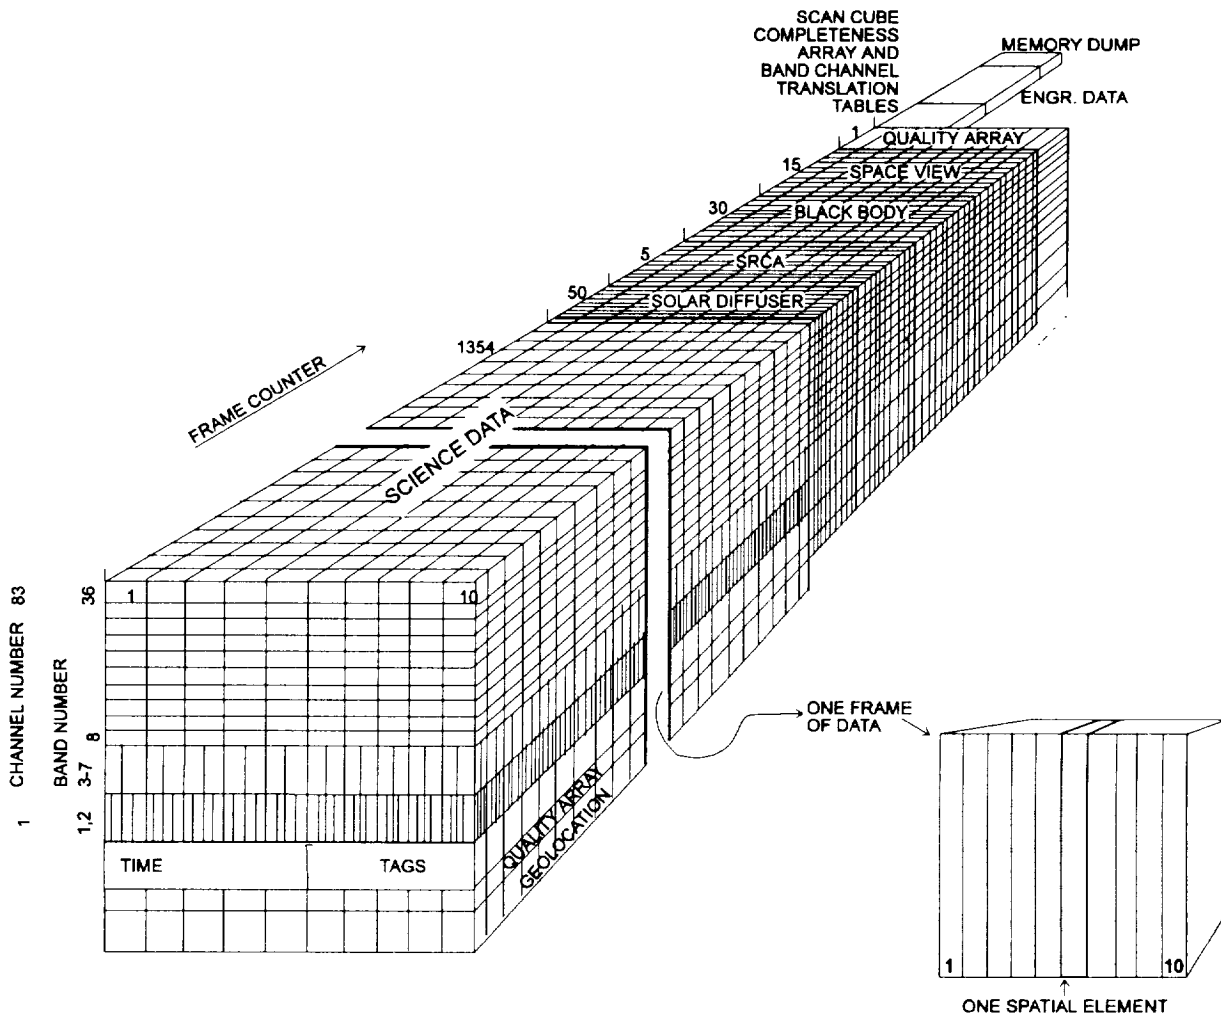 SCAN CUBE
COMPLETENESS
ARRAY AND
BAND CHANNEL
TRANSLATION
TABLES
MEMORY DUMP
ENGR. DATA
1
QUALITY ARRAY
15
SPACE VIEW
30
BLACK BODY
5
SRCA
50
SOLAR DIFFUSER
1354
FRAME COUNTER
SCIENCE DATA
1
10
CHANNEL NUMBER 83
1
BAND NUMBER
36
8
3-7
1,2
TIME
TAGS
QUALITY ARRAY
GEOLOCATION
ONE FRAME
OF DATA
1
10
ONE SPATIAL ELEMENT